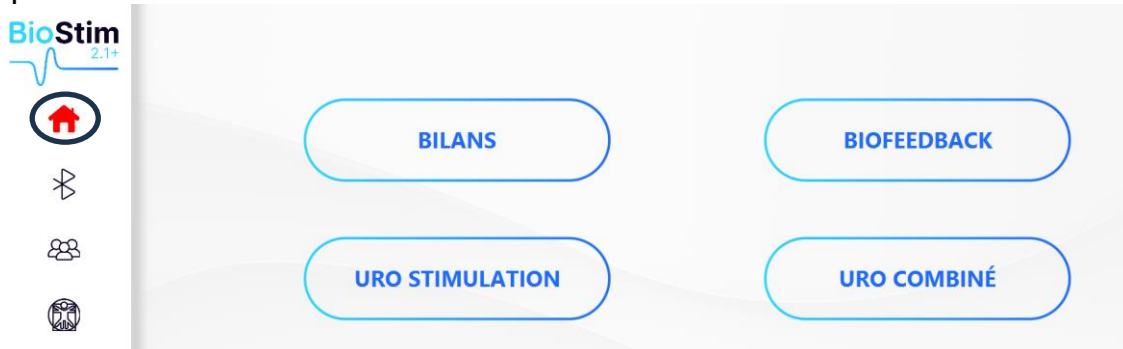 BioStim
2.1+
BILANS
BIOFEEDBACK
URO STIMULATION
URO COMBINÉ